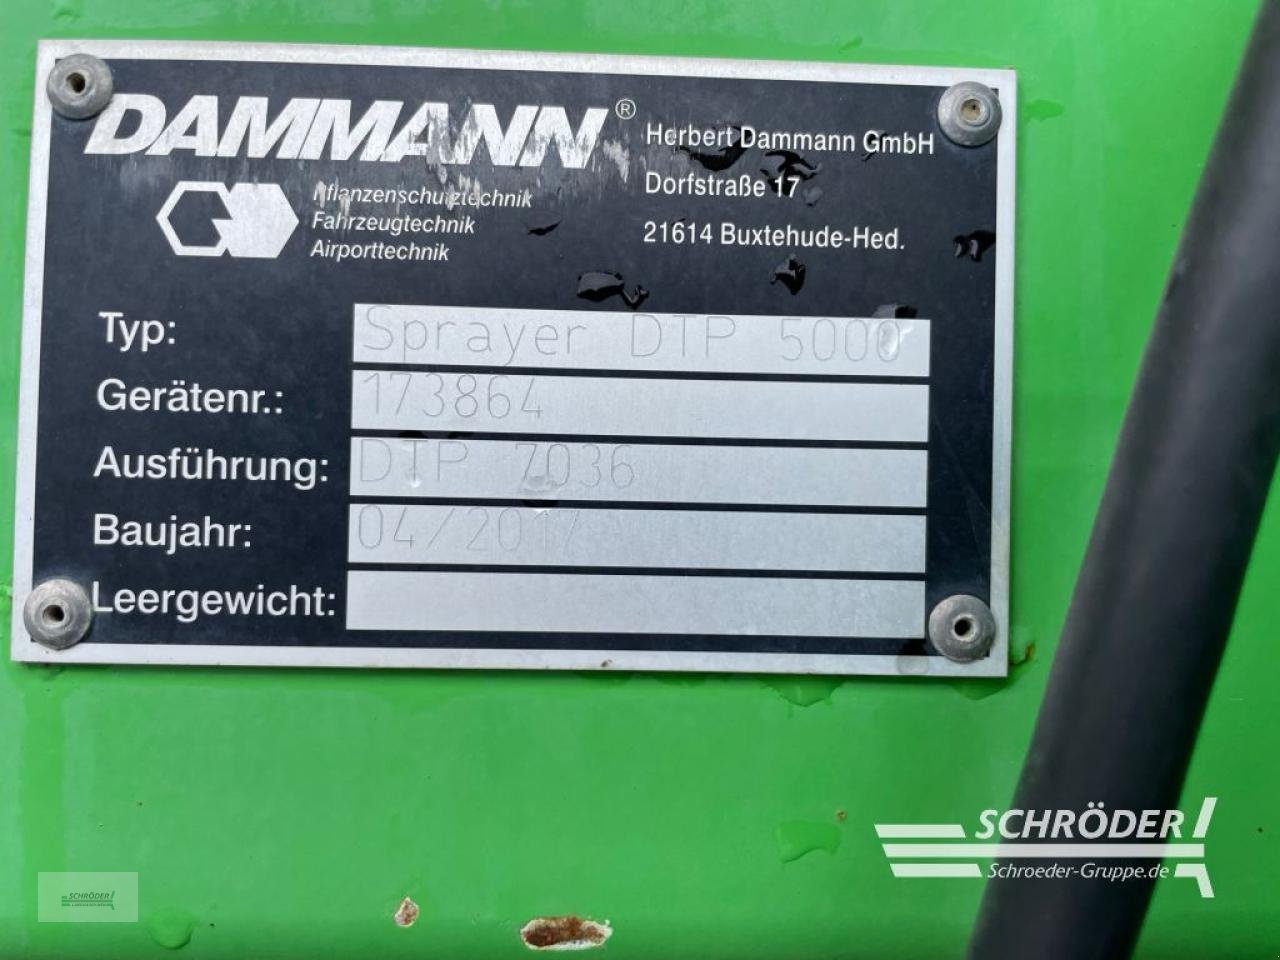 DAMMANN®
Herbert Dammann GmbH
Dorfstraße 17
21614 Buxtehude-Hed.
Pflanzenschutztechnik
Fahrzeugtechnik
Airporttechnik
Typ: Sprayer DTP 5000
Gerätenr.: 173864
Ausführung: DTP 7036
Baujahr: 04/2017
Leergewicht:
SCHRÖDER
Schroeder-Gruppe.de
SCHRÖDER